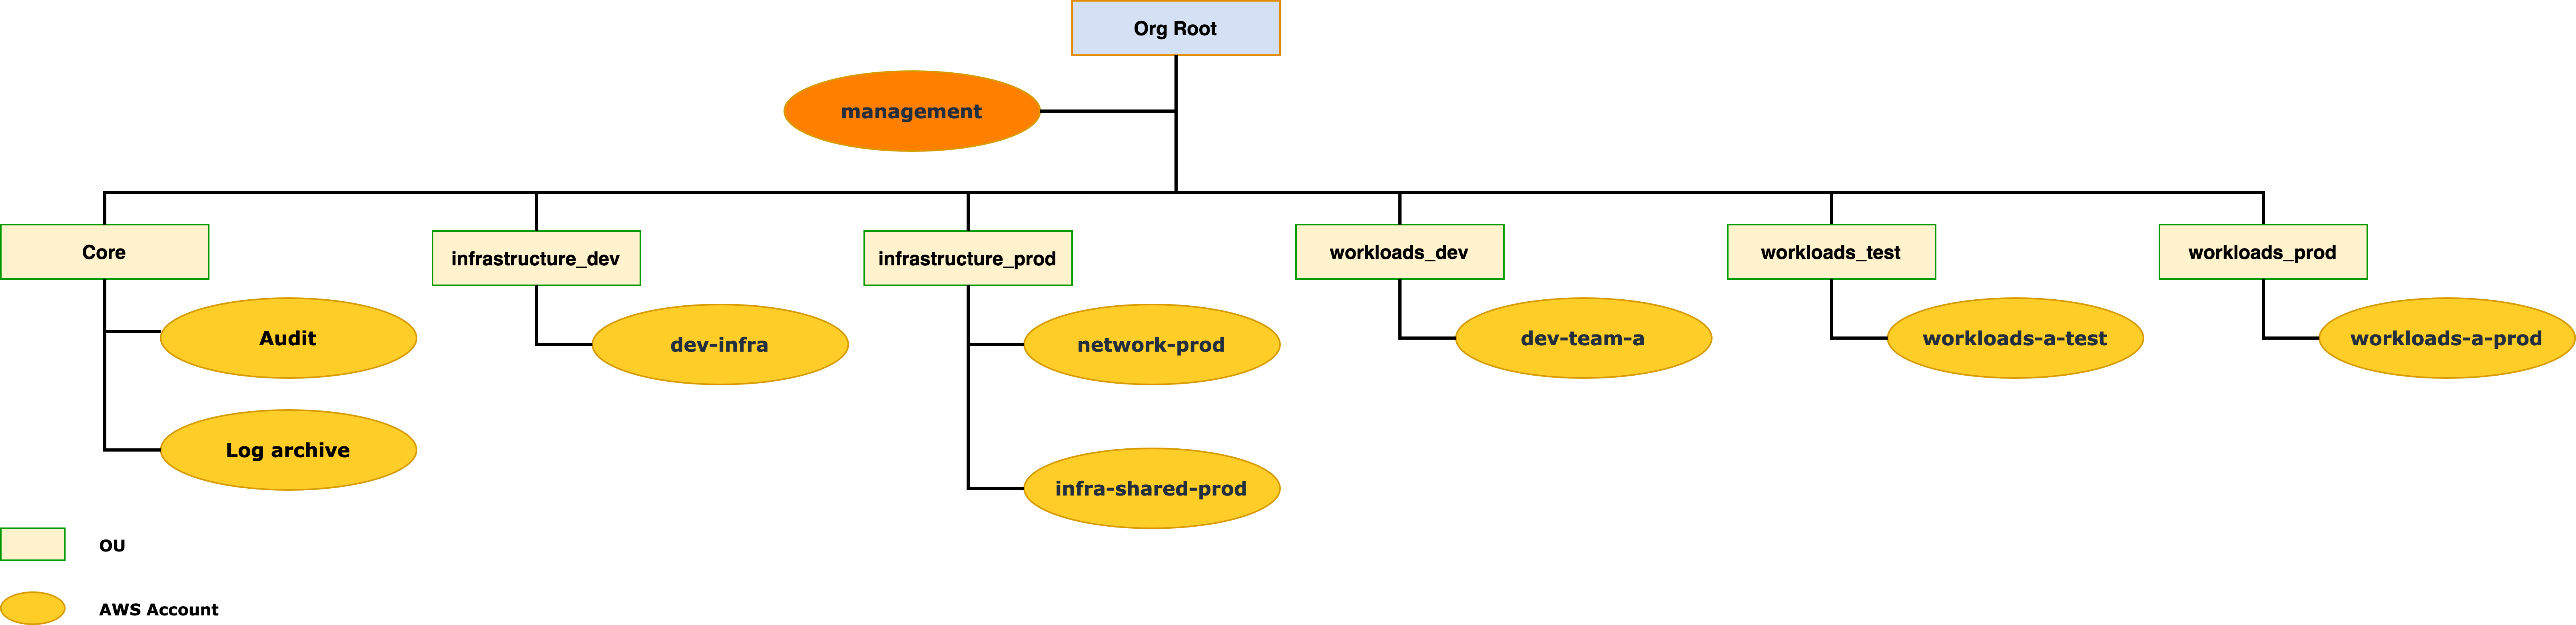 Org Root
management
Core
infrastructure_dev
infrastructure_prod
workloads_dev
workloads_test
workloads_prod
Audit
dev-infra
network-prod
dev-team-a
workloads-a-test
workloads-a-prod
Log archive
infra-shared-prod
OU
AWS Account